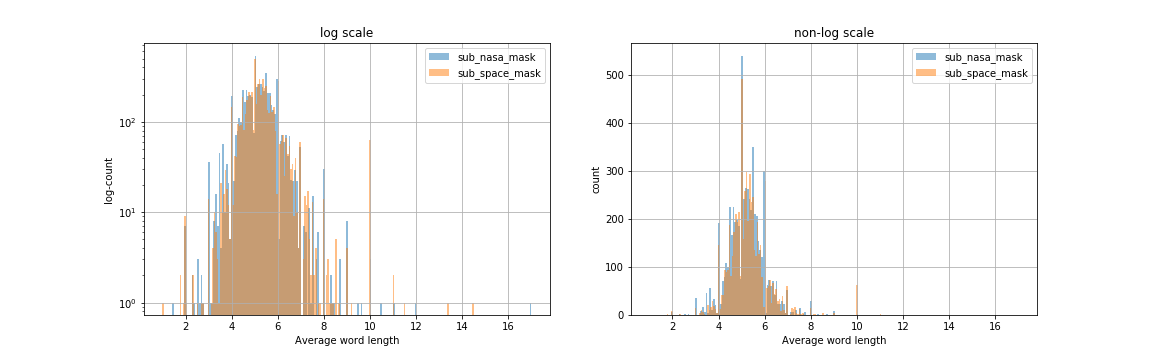 log scale
sub_nasa_mask
sub_space_mask
log-count
10²
10¹
10⁰
2 4 6 8 10 12 14 16
Average word length
non-log scale
sub_nasa_mask
sub_space_mask
count
500
400
300
200
100
0
2 4 6 8 10 12 14 16
Average word length